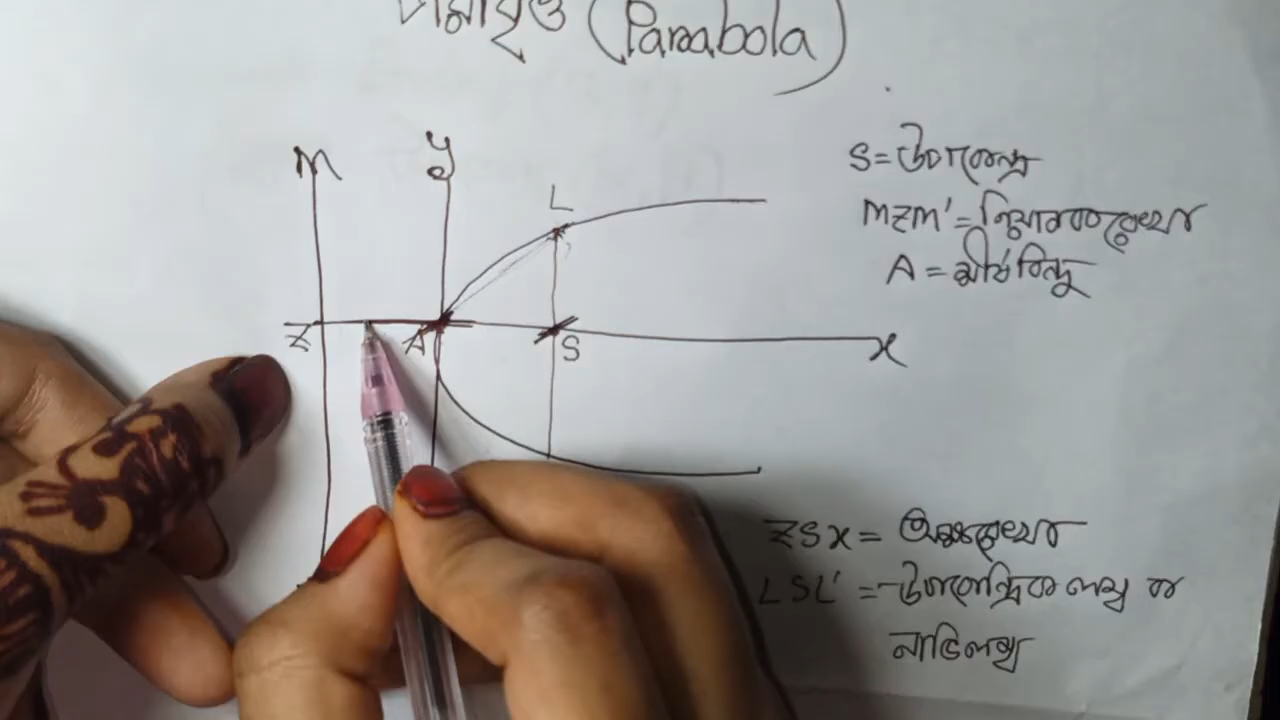 পরাবৃত্ত (Parabola)
M
y
L
S = উপকেন্দ্র
MZM' = নিয়ামকরেখা
A = শীর্ষবিন্দু
Z
A
S
x
ZSX = অক্ষরেখা
LSL' = উপকেন্দ্রিক লম্ব বা
নাভিলম্ব